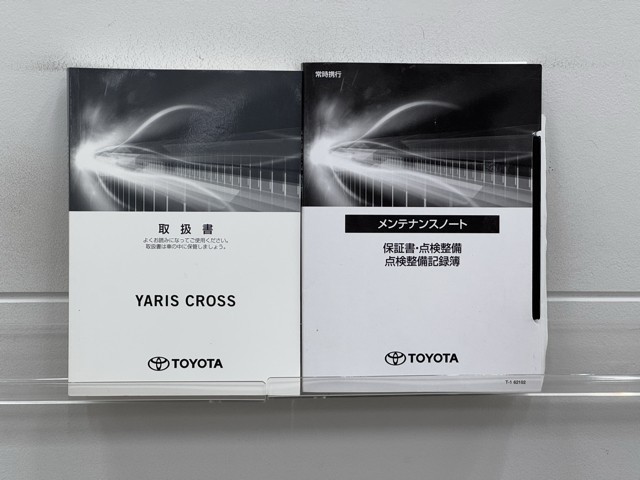 取扱書
よくお読みになってご使用ください。
取扱書は車の中に保管しましょう。
YARIS CROSS
TOYOTA
常時携行
メンテナンスノート
保証書・点検整備
点検整備記録簿
TOYOTA